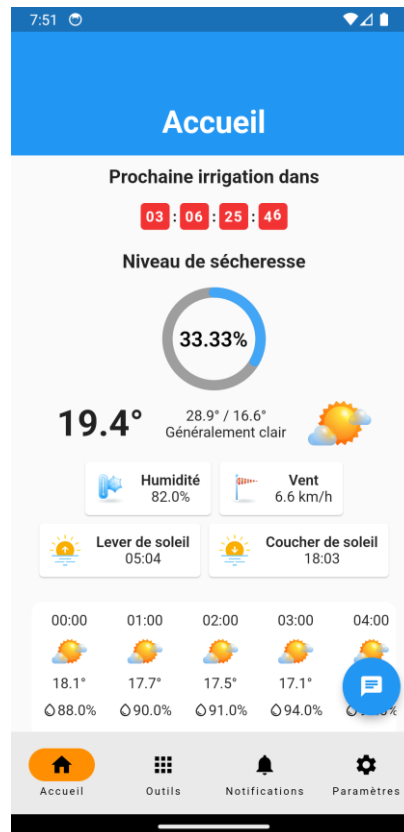 7:51
Accueil
Prochaine irrigation dans
03 : 06 : 25 : 46
Niveau de sécheresse
33.33%
19.4°
28.9° / 16.6°
Généralement clair
Humidité
82.0%
Vent
6.6 km/h
Lever de soleil
05:04
Coucher de soleil
18:03
00:00 01:00 02:00 03:00 04:00
18.1° 17.7° 17.5° 17.1°
88.0% 90.0% 91.0% 94.0%
Accueil Outils Notifications Paramètres